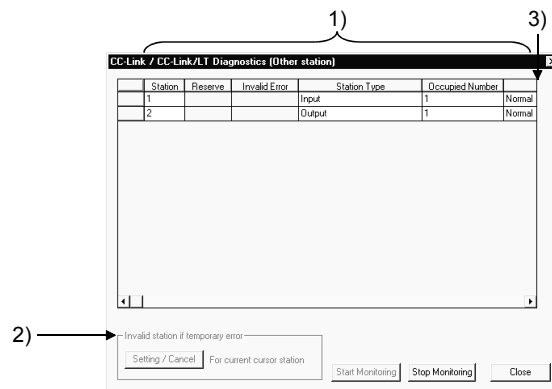 1)
3)
CC-Link / CC-Link/LT Diagnostics (Other station)
Station Reserve Invalid Error Station Type Occupied Number
1 Input 1 Normal
2 Output 1 Normal
2)
Invalid station if temporary error
Setting / Cancel For current cursor station
Start Monitoring Stop Monitoring Close